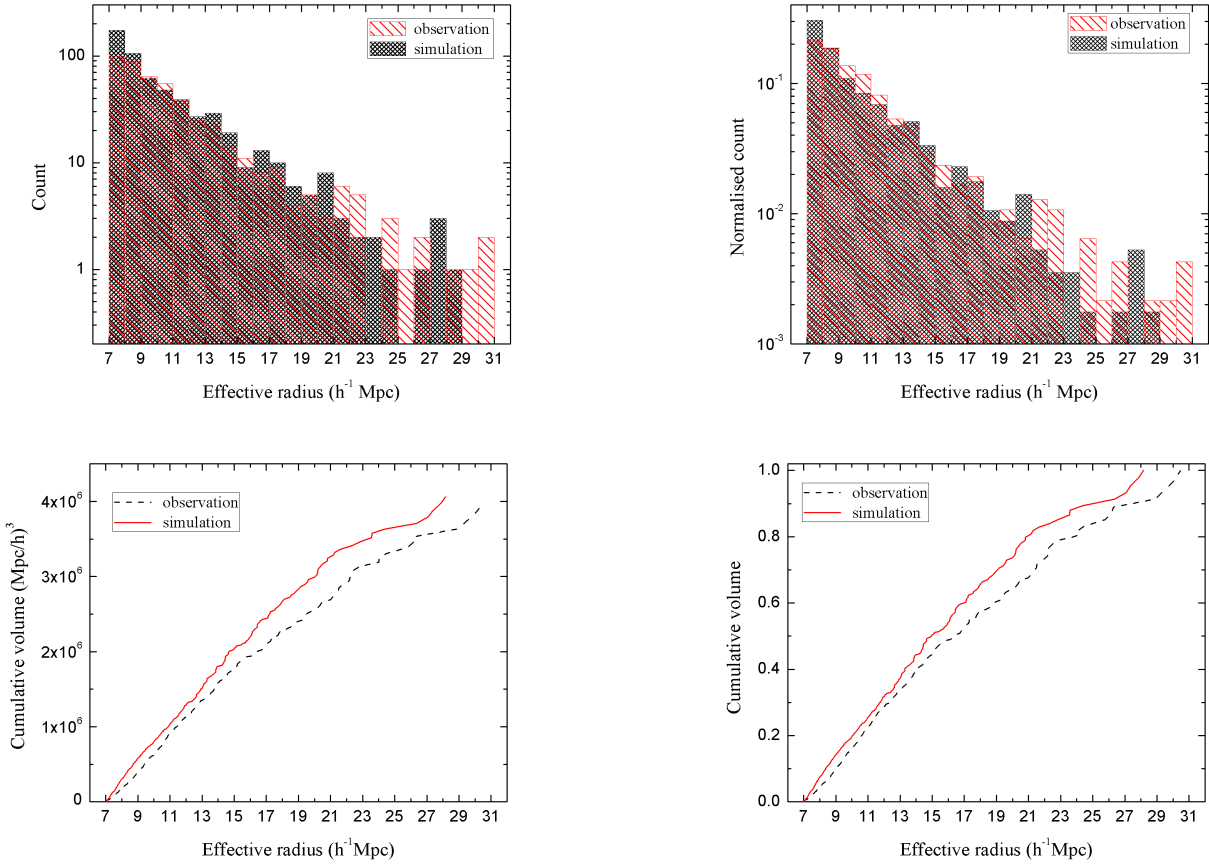 observation
simulation
100
10
1
Count
7 9 11 13 15 17 19 21 23 25 27 29 31
Effective radius (h⁻¹ Mpc)
observation
simulation
10⁻¹
10⁻²
10⁻³
Normalised count
7 9 11 13 15 17 19 21 23 25 27 29 31
Effective radius (h⁻¹ Mpc)
observation
simulation
4x10⁶
3x10⁶
2x10⁶
1x10⁶
0
Cumulative volume (Mpc/h)³
7 9 11 13 15 17 19 21 23 25 27 29 31
Effective radius (h⁻¹Mpc)
observation
simulation
1.0
0.8
0.6
0.4
0.2
0.0
Cumulative volume
7 9 11 13 15 17 19 21 23 25 27 29 31
Effective radius (h⁻¹Mpc)